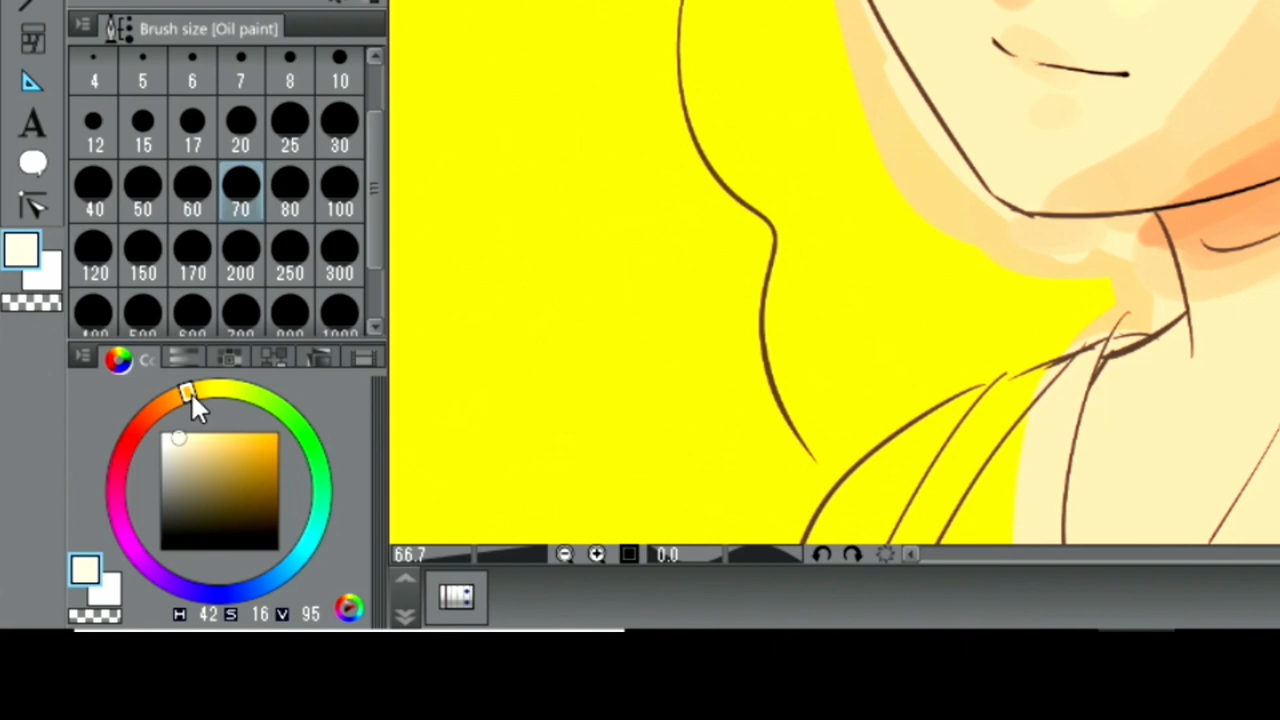 Brush size [Oil paint]
4 5 6 7 8 10
A
12 15 17 20 25 30
40 50 60 70 80 100
120 150 170 200 250 300
66.7 0.0
H 42 S 16 V 95